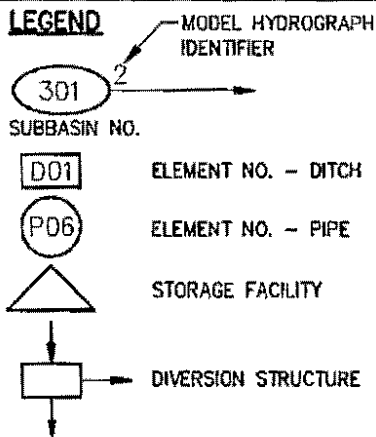 LEGEND
MODEL HYDROGRAPH
IDENTIFIER
2
301
SUBBASIN NO.
D01 ELEMENT NO. - DITCH
P06 ELEMENT NO. - PIPE
STORAGE FACILITY
DIVERSION STRUCTURE